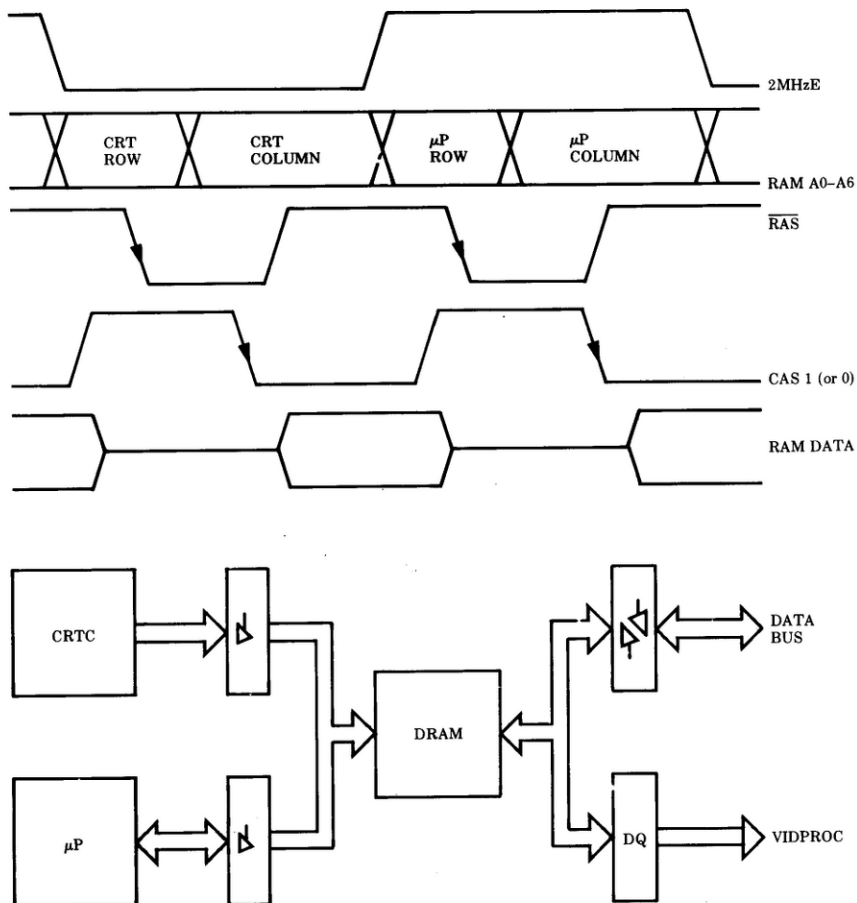 2MHzE
CRT
ROW
CRT
COLUMN
μP
ROW
μP
COLUMN
RAM A0–A6
RAS
CAS 1 (or 0)
RAM DATA
CRTC
DATA
BUS
DRAM
μP
DQ
VIDPROC